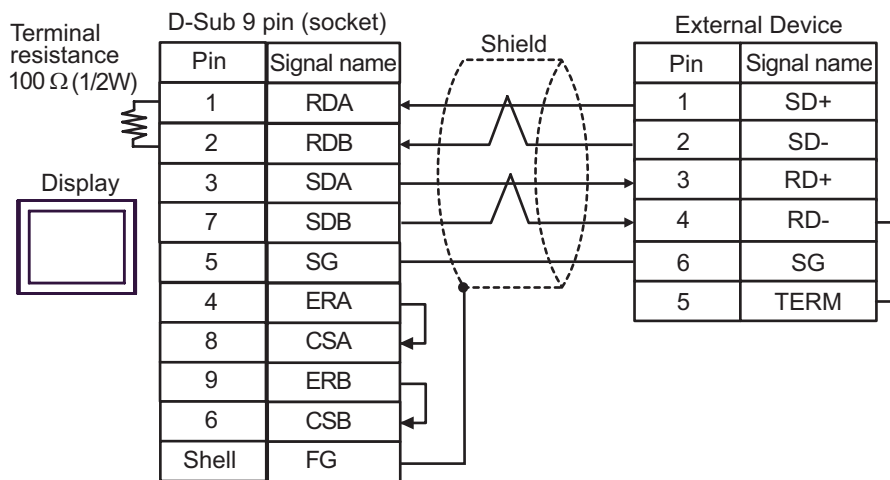 D-Sub 9 pin (socket)
External Device
Terminal
resistance
100 Ω (1/2W)
Shield
Display
Pin Signal name
1 RDA
2 RDB
3 SDA
7 SDB
5 SG
4 ERA
8 CSA
9 ERB
6 CSB
Shell FG
Pin Signal name
1 SD+
2 SD-
3 RD+
4 RD-
6 SG
5 TERM